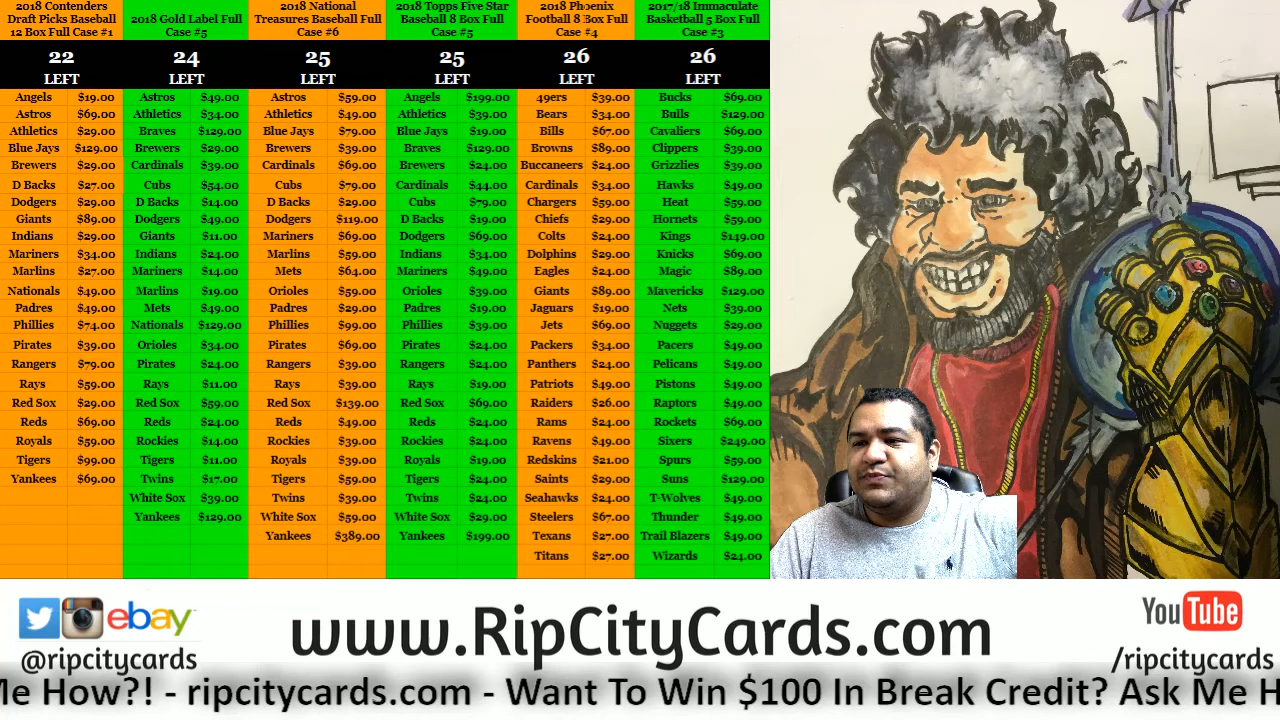 2018 Contenders
Draft Picks Baseball
12 Box Full Case #1
22
LEFT
Angels $19.00
Astros $69.00
Athletics $29.00
Blue Jays $129.00
Brewers $29.00
D Backs $27.00
Dodgers $29.00
Giants $89.00
Indians $29.00
Mariners $34.00
Marlins $27.00
Nationals $49.00
Padres $49.00
Phillies $74.00
Pirates $39.00
Rangers $79.00
Rays $59.00
Red Sox $29.00
Reds $69.00
Royals $59.00
Tigers $99.00
Yankees $69.00
2018 Gold Label Full
Case #5
24
LEFT
Astros $49.00
Athletics $34.00
Braves $129.00
Brewers $29.00
Cardinals $39.00
Cubs $54.00
D Backs $14.00
Dodgers $49.00
Giants $11.00
Indians $24.00
Mariners $14.00
Marlins $19.00
Mets $49.00
Nationals $129.00
Orioles $34.00
Pirates $24.00
Rays $11.00
Red Sox $59.00
Reds $24.00
Rockies $14.00
Tigers $11.00
Twins $17.00
White Sox $39.00
Yankees $129.00
2018 National
Treasures Baseball Full
Case #6
25
LEFT
Astros $59.00
Athletics $49.00
Blue Jays $79.00
Brewers $39.00
Cardinals $69.00
Cubs $79.00
D Backs $29.00
Dodgers $119.00
Mariners $69.00
Marlins $59.00
Mets $64.00
Orioles $59.00
Padres $29.00
Phillies $99.00
Pirates $69.00
Rangers $39.00
Rays $39.00
Red Sox $139.00
Reds $49.00
Rockies $39.00
Royals $39.00
Tigers $59.00
Twins $39.00
White Sox $59.00
Yankees $389.00
2018 Topps Five Star
Baseball 8 Box Full
Case #5
25
LEFT
Angels $199.00
Athletics $39.00
Blue Jays $19.00
Braves $129.00
Brewers $24.00
Cardinals $44.00
Cubs $79.00
D Backs $19.00
Dodgers $69.00
Indians $34.00
Mariners $49.00
Orioles $39.00
Padres $19.00
Phillies $39.00
Pirates $24.00
Rangers $24.00
Rays $19.00
Red Sox $69.00
Reds $24.00
Rockies $24.00
Royals $19.00
Tigers $24.00
Twins $24.00
White Sox $29.00
Yankees $199.00
2018 Phoenix
Football 8 Box Full
Case #4
26
LEFT
49ers $39.00
Bears $34.00
Bills $67.00
Browns $89.00
Buccaneers $24.00
Cardinals $34.00
Chargers $59.00
Chiefs $29.00
Colts $24.00
Dolphins $29.00
Eagles $24.00
Giants $89.00
Jaguars $19.00
Jets $69.00
Packers $34.00
Panthers $24.00
Patriots $49.00
Raiders $26.00
Rams $24.00
Ravens $49.00
Redskins $21.00
Saints $29.00
Seahawks $24.00
Steelers $67.00
Texans $27.00
Titans $27.00
2017/18 Immaculate
Basketball 5 Box Full
Case #3
26
LEFT
Bucks $69.00
Bulls $129.00
Cavaliers $69.00
Clippers $39.00
Grizzlies $39.00
Hawks $49.00
Heat $59.00
Hornets $59.00
Kings $149.00
Knicks $69.00
Magic $89.00
Mavericks $129.00
Nets $39.00
Nuggets $29.00
Pacers $49.00
Pelicans $49.00
Pistons $49.00
Raptors $49.00
Rockets $69.00
Sixers $249.00
Spurs $59.00
Suns $129.00
T-Wolves $49.00
Thunder $49.00
Trail Blazers $49.00
Wizards $24.00
ebay
@ripcitycards
www.RipCityCards.com
YouTube
/ripcitycards
Me How?! - ripcitycards.com - Want To Win $100 In Break Credit? Ask Me H